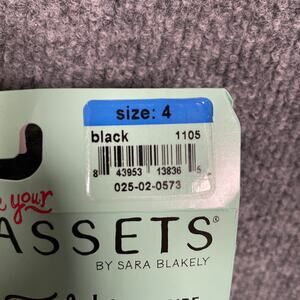 size: 4
black 1105
8 43953 13836 5
025-02-0573
your
ASSETS®
BY SARA BLAKELY